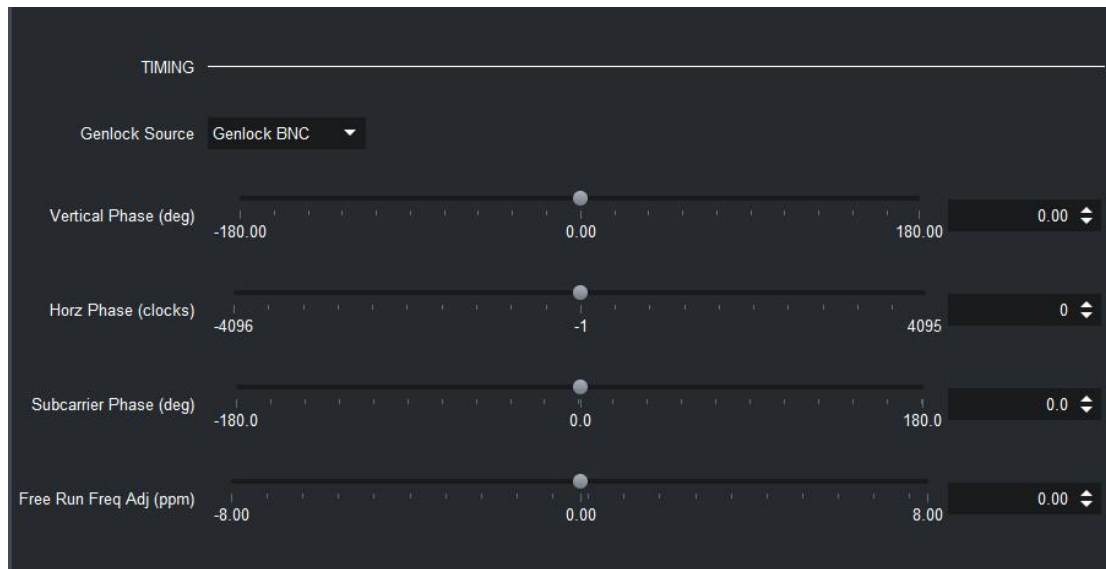 TIMING
Genlock Source Genlock BNC
Vertical Phase (deg) 0.00
-180.00 0.00 180.00
Horz Phase (clocks) 0
-4096 -1 4095
Subcarrier Phase (deg) 0.0
-180.0 0.0 180.0
Free Run Freq Adj (ppm) 0.00
-8.00 0.00 8.00